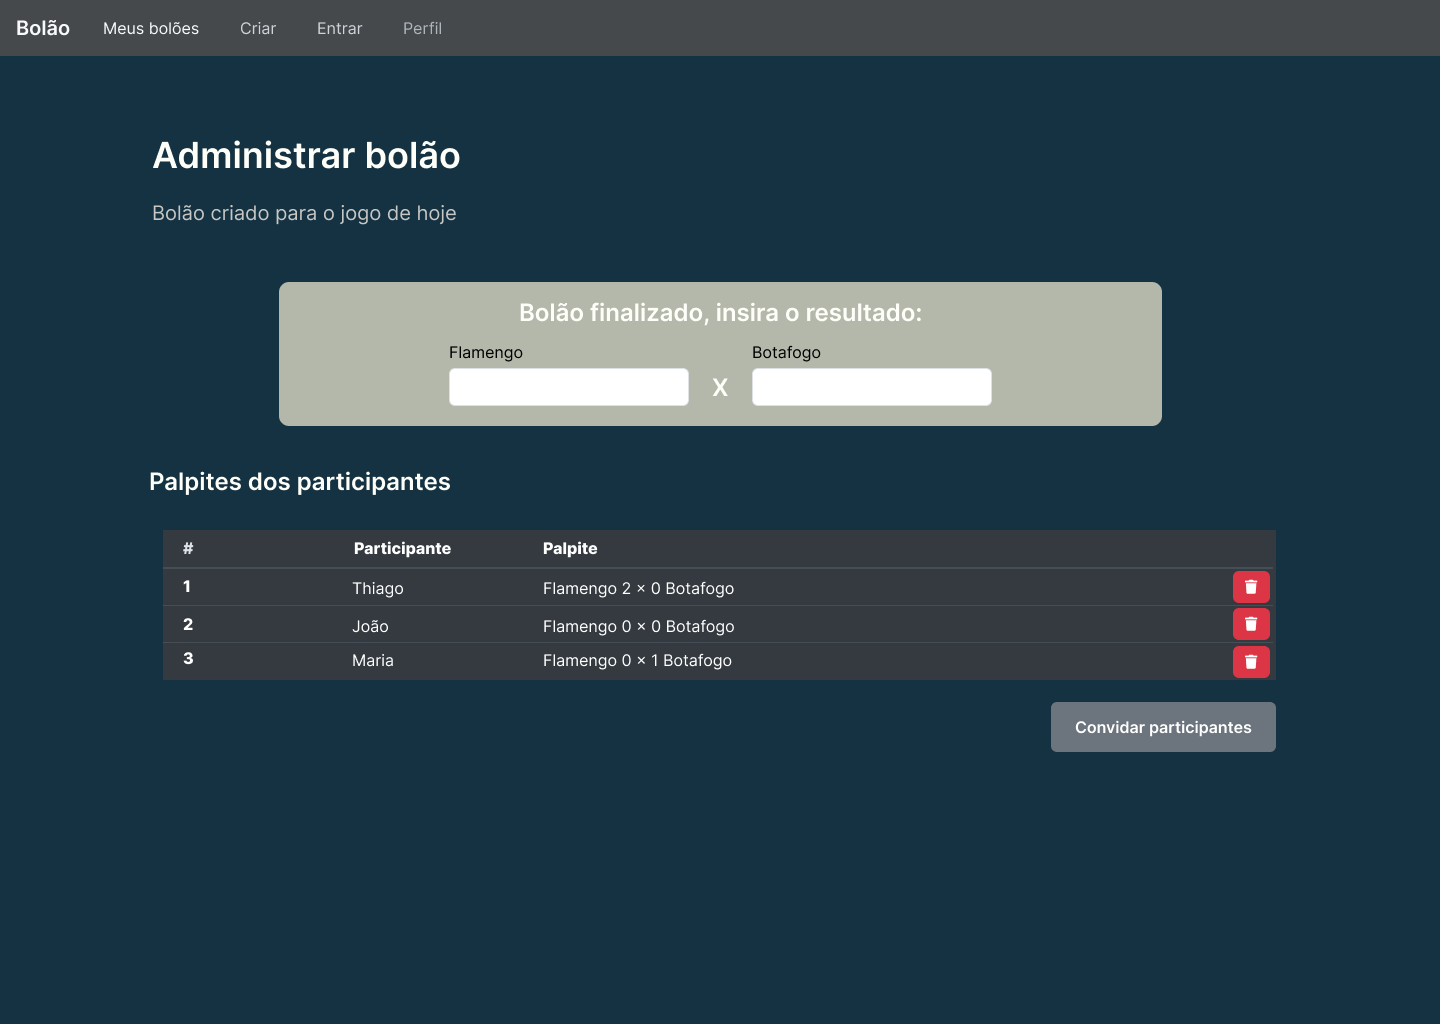 Bolão Meus bolões Criar Entrar Perfil
Administrar bolão
Bolão criado para o jogo de hoje
Bolão finalizado, insira o resultado:
Flamengo Botafogo
X
Palpites dos participantes
# Participante Palpite
1 Thiago Flamengo 2 × 0 Botafogo
2 João Flamengo 0 × 0 Botafogo
3 Maria Flamengo 0 × 1 Botafogo
Convidar participantes